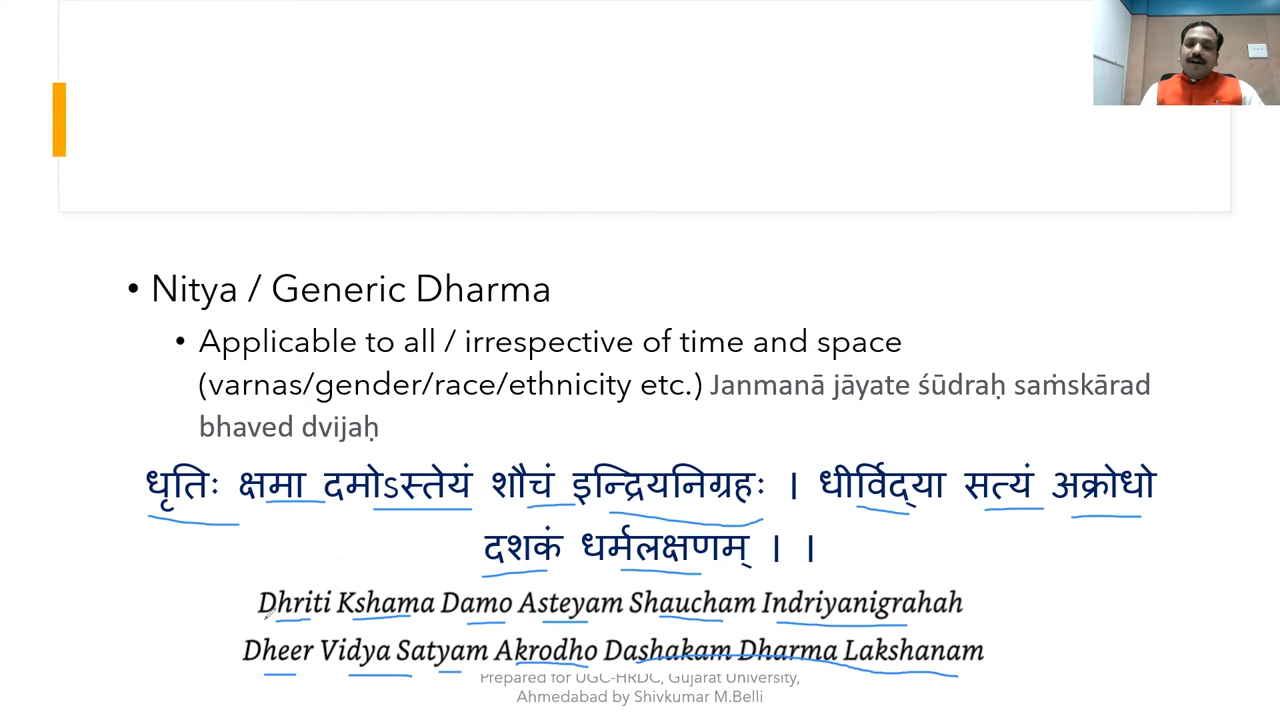 • Nitya / Generic Dharma
• Applicable to all / irrespective of time and space
(varnas/gender/race/ethnicity etc.) Janmanā jāyate śūdraḥ saṁskārad
bhaved dvijaḥ
धृतिः क्षमा दमोऽस्तेयं शौचं इन्द्रियनिग्रहः । धीर्विद्या सत्यं अक्रोधो
दशकं धर्मलक्षणम् । ।
Dhriti Kshama Damo Asteyam Shaucham Indriyanigrahah
Dheer Vidya Satyam Akrodho Dashakam Dharma Lakshanam
Prepared for UGC-HRDC, Gujarat University,
Ahmedabad by Shivkumar M.Belli